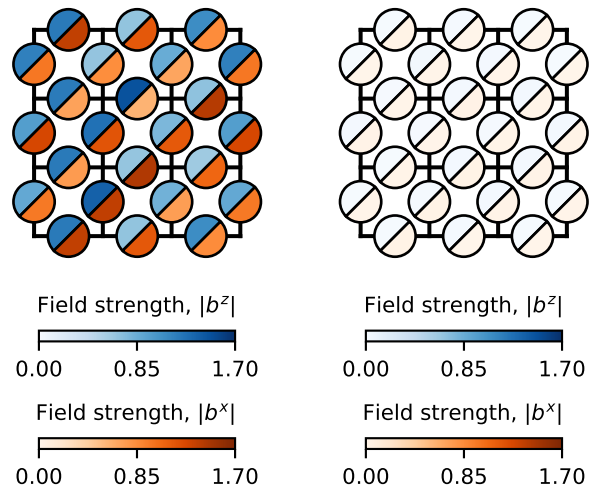 Field strength, |b^z|
0.00 0.85 1.70
Field strength, |b^x|
0.00 0.85 1.70
Field strength, |b^z|
0.00 0.85 1.70
Field strength, |b^x|
0.00 0.85 1.70